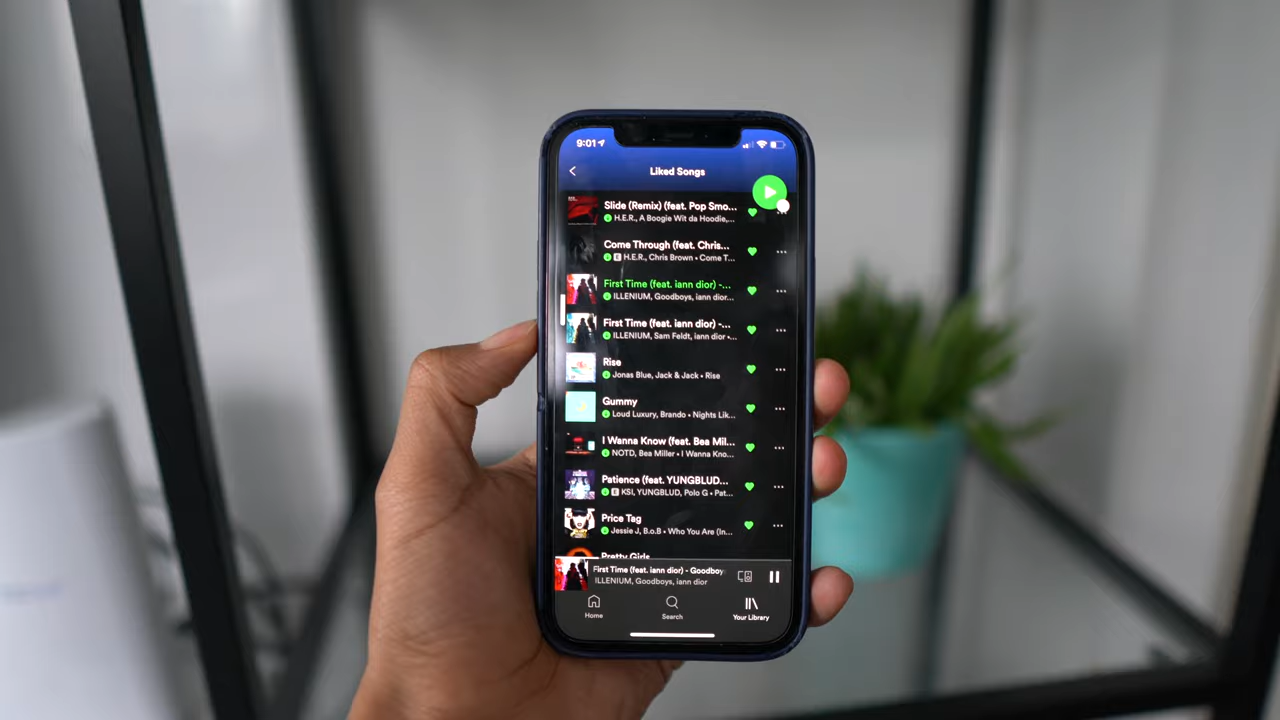 9:01
Liked Songs
Slide (Remix) (feat. Pop Smo...
H.E.R., A Boogie Wit da Hoodie,...
Come Through (feat. Chris...
E H.E.R., Chris Brown • Come T...
First Time (feat. iann dior) -...
ILLENIUM, Goodboys, iann dior...
First Time (feat. iann dior) -...
ILLENIUM, Sam Feldt, iann dior •...
Rise
Jonas Blue, Jack & Jack • Rise
Gummy
Loud Luxury, Brando • Nights Lik...
I Wanna Know (feat. Bea Mil...
NOTD, Bea Miller • I Wanna Kno...
Patience (feat. YUNGBLUD...
E KSI, YUNGBLUD, Polo G • Pat...
Price Tag
Jessie J, B.o.B • Who You Are (In...
Pretty Girls
First Time (feat. iann dior) - Goodboy
ILLENIUM, Goodboys, iann dior
Home
Search
Your Library